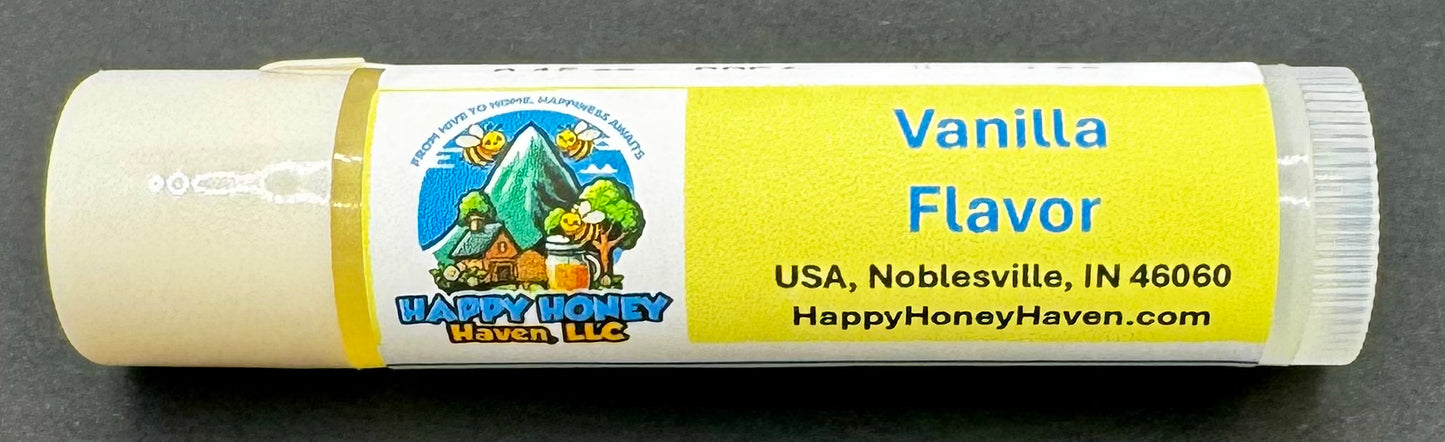 FROM HIVE TO HOME, HAPPINESS AWAITS
HAPPY HONEY
Haven, LLC
Vanilla
Flavor
USA, Noblesville, IN 46060
HappyHoneyHaven.com